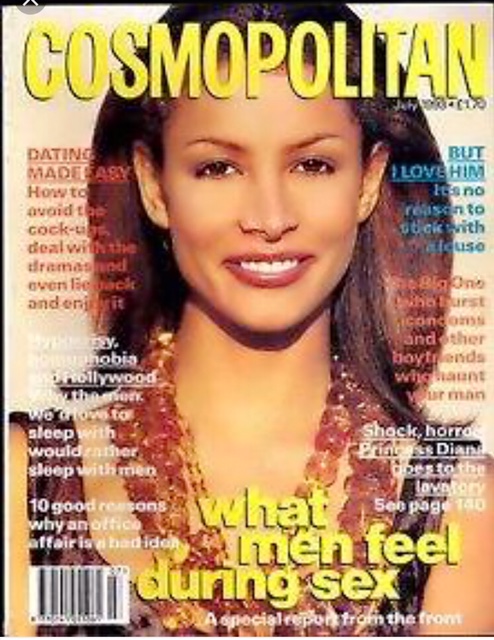 COSMOPOLITAN
July £1.70
DATING
MADE EASY
How to
avoid the
cock-ups,
deal with the
dramas and
even lie back
and enjoy it
BUT
I LOVE HIM
It's no
reason to
stick with
a louse
The Big One
who burst
condoms
and other
boyfriends
who haunt
your man
Hypocrisy,
homophobia
and Hollywood
Why the men
we'd love to
sleep with
would rather
sleep with men
Shock, horror
Princess Diana
goes to the
lavatory
See page 140
10 good reasons
why an office
affair is a bad idea
what
men feel
during sex
A special report from the front